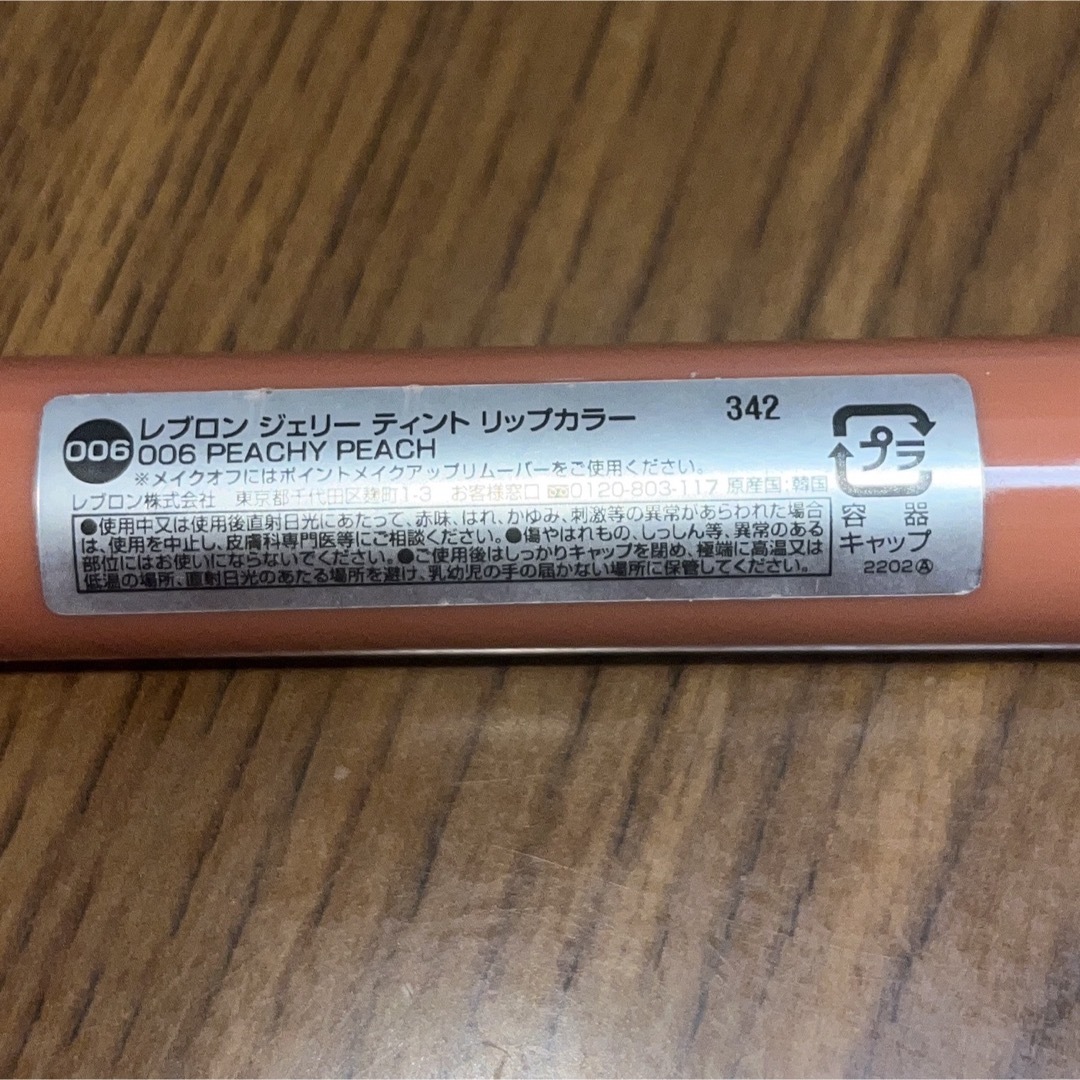 006
レブロン ジェリー ティント リップカラー
006 PEACHY PEACH
342
※メイクオフにはポイントメイクアップリムーバーをご使用ください。
レブロン株式会社 東京都千代田区麹町1-3 お客様窓口 0120-803-117 原産国:韓国
●使用中又は使用後直射日光にあたって、赤味、はれ、かゆみ、刺激等の異常があらわれた場合
は、使用を中止し、皮膚科専門医等にご相談ください。●傷やはれもの、しっしん等、異常のある
部位にはお使いにならないでください。●ご使用後はしっかりキャップを閉め、極端に高温又は
低温の場所、直射日光のあたる場所を避け、乳幼児の手の届かない場所に保管してください。
プラ
容器
キャップ
2202Ⓐ